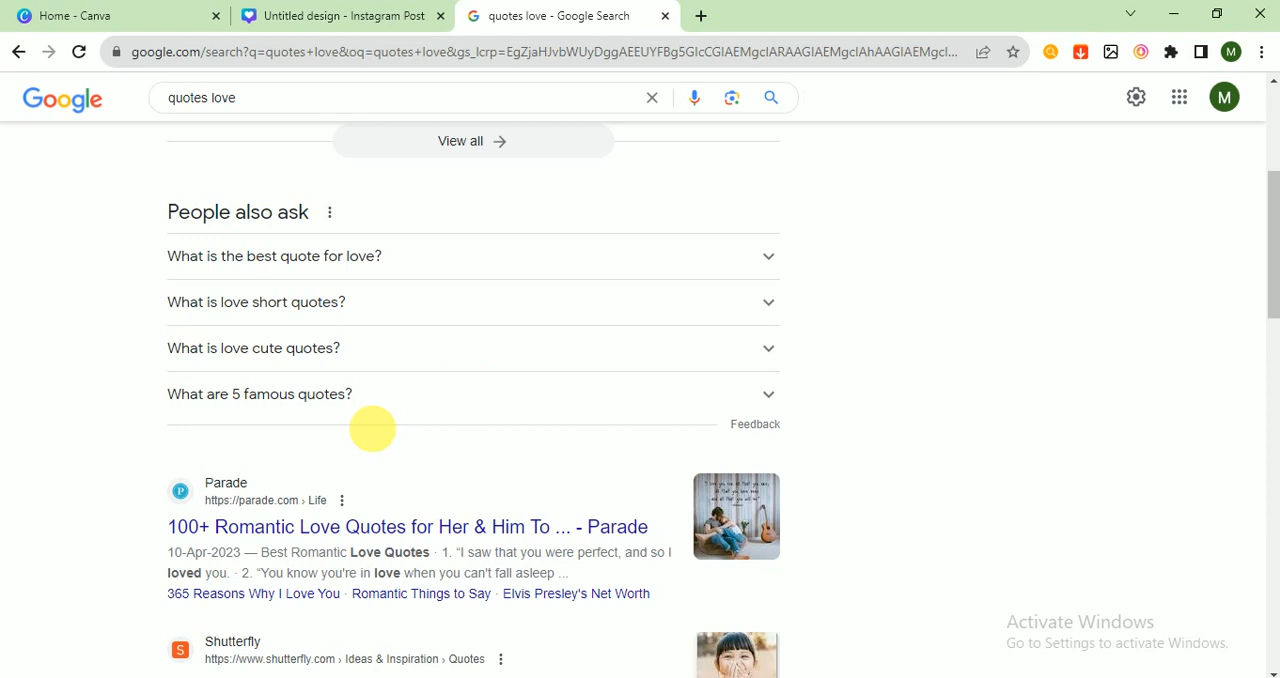 Home - Canva
Untitled design - Instagram Post
quotes love - Google Search
google.com/search?q=quotes+love&oq=quotes+love&gs_lcrp=EgZjaHJvbWUyDggAEEUYFBg5GIcCGIAEMgcIARAAGIAEMgcIAhAAGIAEMgcI...
M
Google
quotes love
M
View all
People also ask
What is the best quote for love?
What is love short quotes?
What is love cute quotes?
What are 5 famous quotes?
Feedback
P
Parade
https://parade.com › Life
100+ Romantic Love Quotes for Her & Him To ... - Parade
10-Apr-2023 — Best Romantic Love Quotes · 1. “I saw that you were perfect, and so I
loved you. · 2. “You know you're in love when you can't fall asleep ...
365 Reasons Why I Love You · Romantic Things to Say · Elvis Presley's Net Worth
S
Shutterfly
https://www.shutterfly.com › Ideas & Inspiration › Quotes
Activate Windows
Go to Settings to activate Windows.